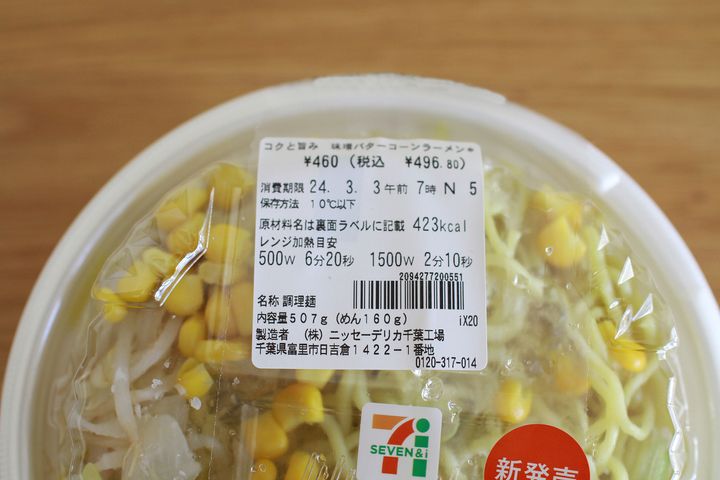 コクと旨み 味噌バターコーンラーメン*
¥460 (税込 ¥496.80)
消費期限 24. 3. 3午前 7時 N 5
保存方法 10℃以下
原材料名は裏面ラベルに記載 423kcal
レンジ加熱目安
500W 6分20秒 1500W 2分10秒
2094277200551
名称 調理麺
内容量507g (めん160g) iX20
製造者 (株) ニッセーデリカ千葉工場
千葉県富里市日吉倉1422-1番地
0120-317-014
7
SEVEN&i
新発売